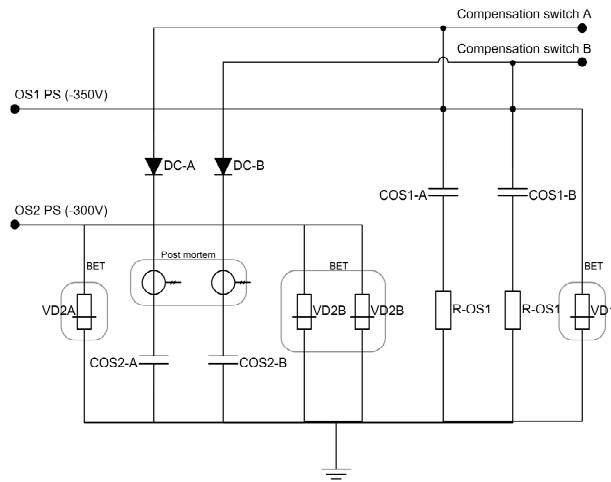 Compensation switch A
Compensation switch B
OS1 PS (-350V)
DC-A
DC-B
COS1-A
COS1-B
OS2 PS (-300V)
Post mortem
BET
BET
BET
VD2A
VD2B
VD2B
R-OS1
R-OS1
VD1
COS2-A
COS2-B